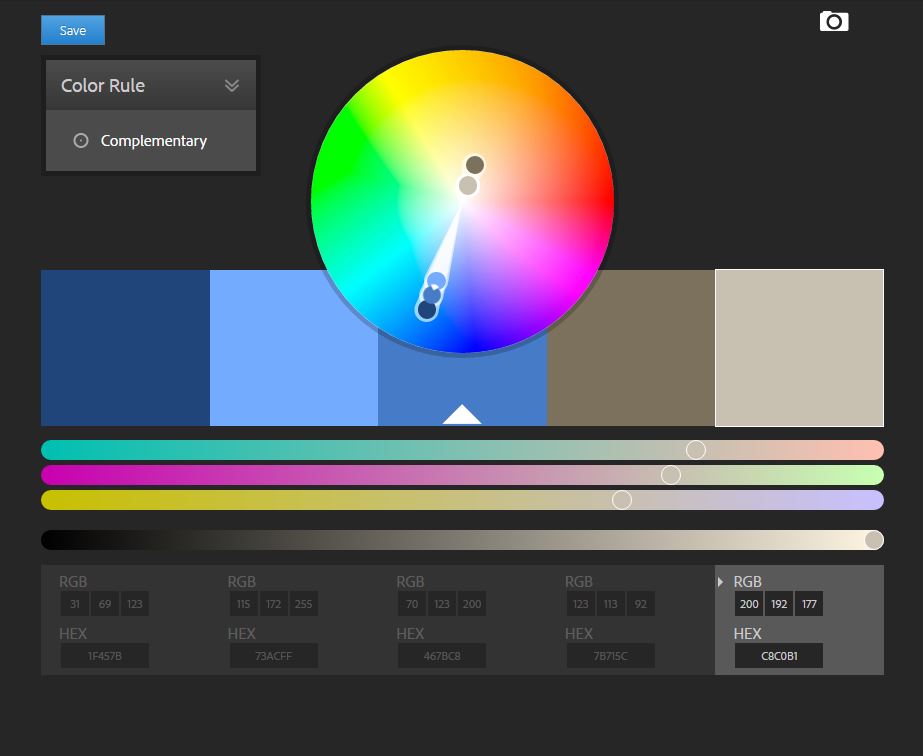 Save
Color Rule
Complementary
RGB RGB RGB RGB RGB
31 69 123 115 172 255 70 123 200 123 113 92 200 192 177
HEX HEX HEX HEX HEX
1F457B 73ACFF 467BC8 7B715C C8C0B1